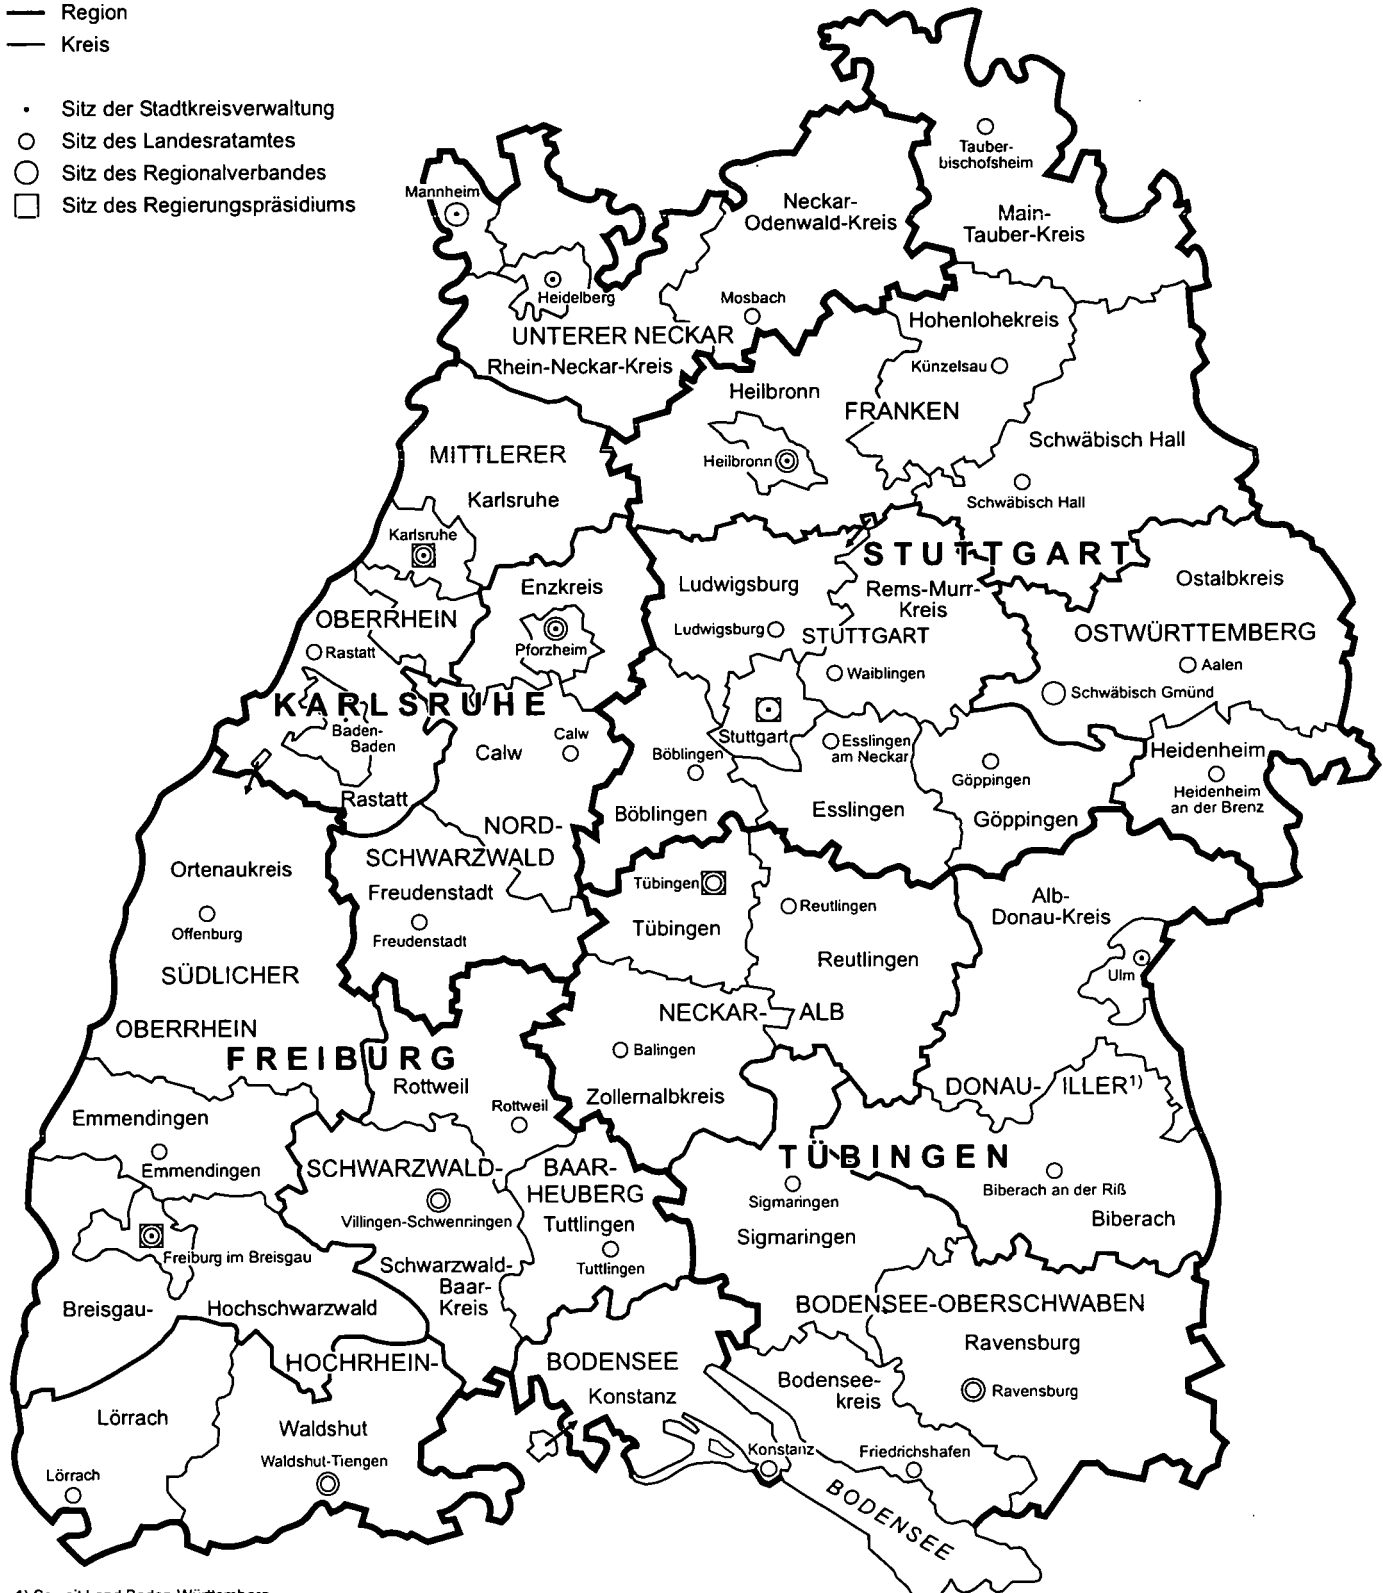 Region
Kreis
Sitz der Stadtkreisverwaltung
Sitz des Landesratamtes
Sitz des Regionalverbandes
Sitz des Regierungspräsidiums
Tauber-
bischofsheim
Mannheim
Neckar-
Odenwald-Kreis
Main-
Tauber-Kreis
Heidelberg
Mosbach
Hohenlohekreis
UNTERER NECKAR
Rhein-Neckar-Kreis
Künzelsau
Heilbronn
FRANKEN
Schwäbisch Hall
MITTLERER
Heilbronn
Karlsruhe
Schwäbisch Hall
Karlsruhe
STUTTGART
Enzkreis
Ludwigsburg
Rems-Murr-
Kreis
Ostalbkreis
OBERRHEIN
Ludwigsburg
STUTTGART
OSTWÜRTTEMBERG
Pforzheim
Rastatt
Waiblingen
Aalen
Schwäbisch Gmünd
KARLSRUHE
Baden-
Baden
Calw
Calw
Stuttgart
Böblingen
Esslingen
am Neckar
Göppingen
Heidenheim
Heidenheim
an der Brenz
Rastatt
Böblingen
Esslingen
Göppingen
NORD-
SCHWARZWALD
Ortenaukreis
Freudenstadt
Tübingen
Reutlingen
Alb-
Donau-Kreis
Offenburg
Freudenstadt
Tübingen
Reutlingen
SÜDLICHER
Ulm
OBERRHEIN
NECKAR- ALB
FREIBURG
Balingen
Rottweil
Zollernalbkreis
DONAU- ILLER1)
Emmendingen
Rottweil
Emmendingen
SCHWARZWALD-
BAAR-
HEUBERG
TÜBINGEN
Villingen-Schwenningen
Tuttlingen
Sigmaringen
Biberach an der Riß
Biberach
Freiburg im Breisgau
Schwarzwald-
Baar-
Kreis
Tuttlingen
Sigmaringen
Breisgau- Hochschwarzwald
BODENSEE-OBERSCHWABEN
Ravensburg
HOCHRHEIN-
BODENSEE
Konstanz
Bodensee-
kreis
Ravensburg
Lörrach
Waldshut
Waldshut-Tiengen
Konstanz
Friedrichshafen
Lörrach
BODENSEE